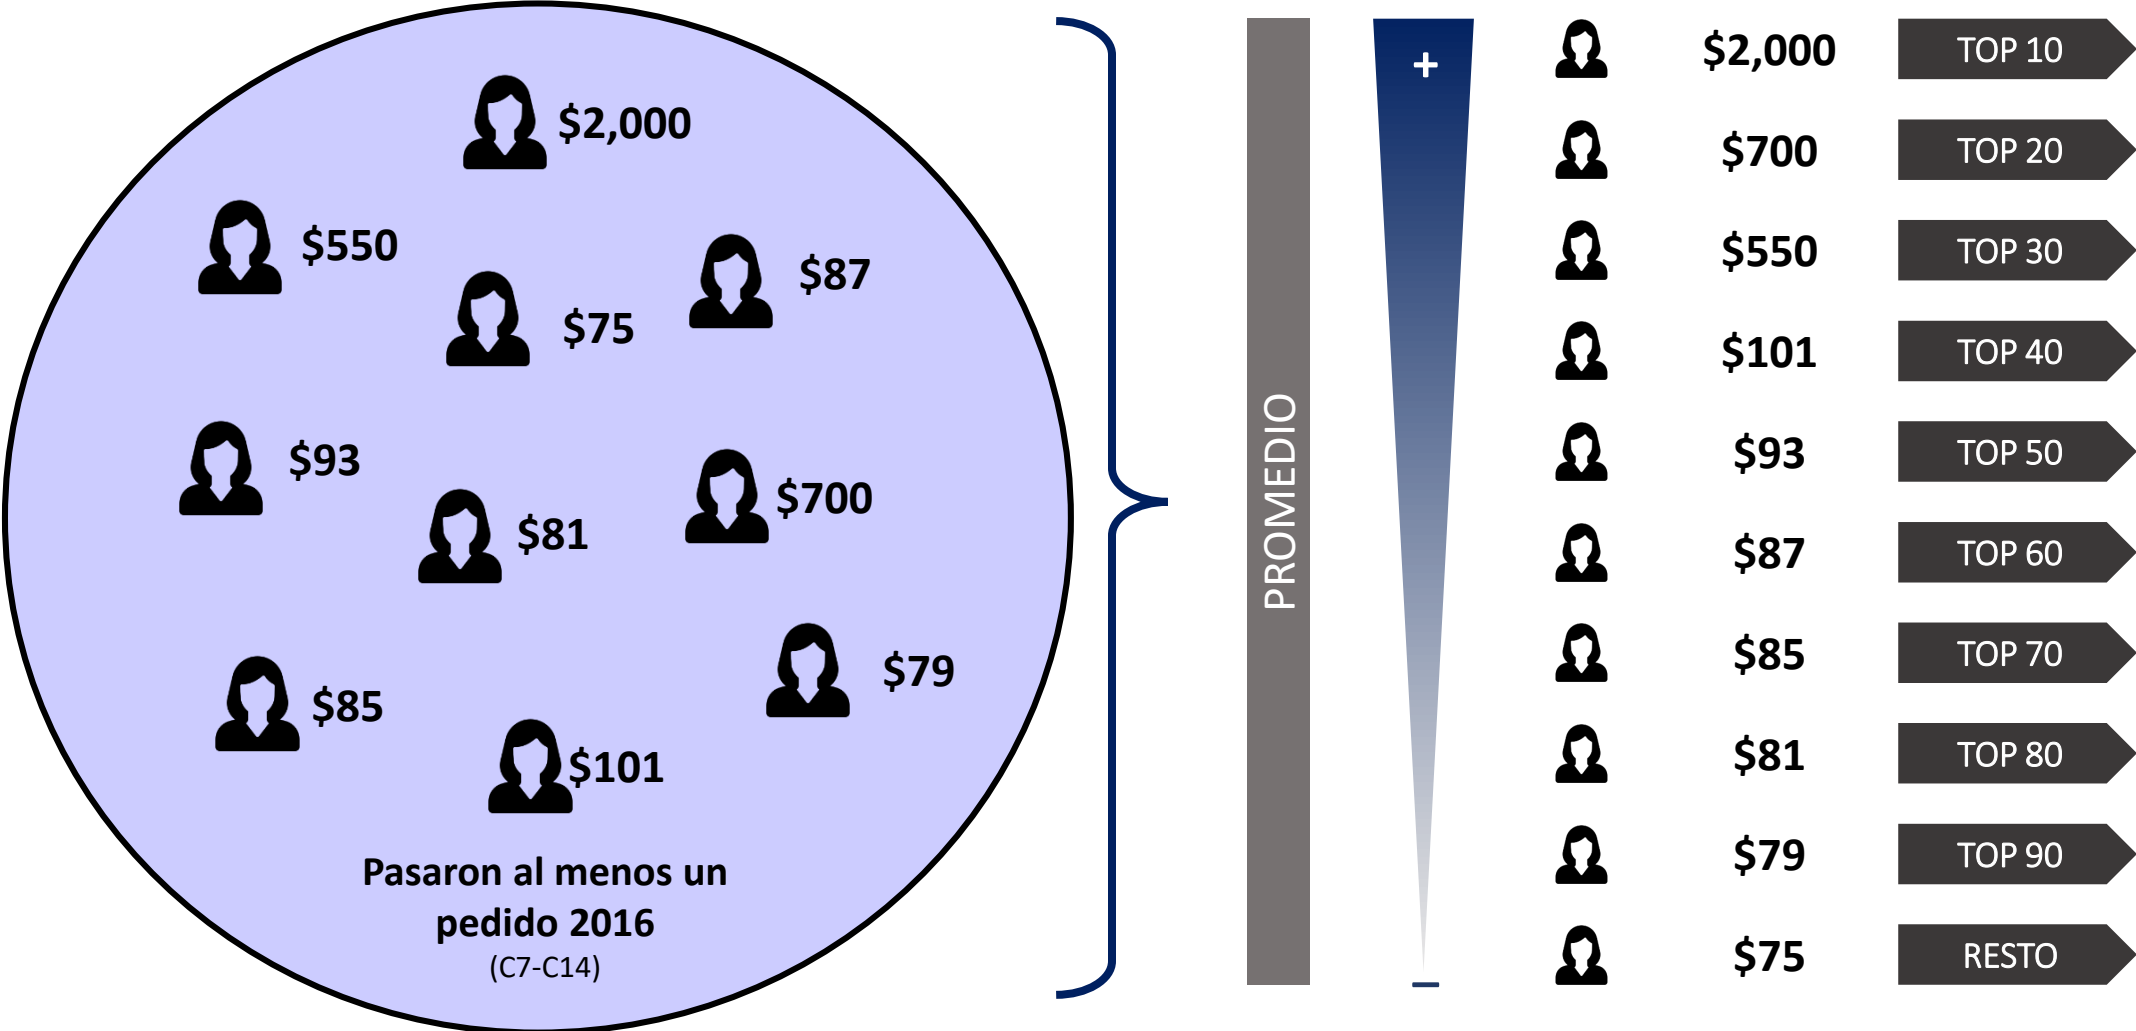 $2,000
$550
$87
$75
$93
$700
$81
$79
$85
$101
Pasaron al menos un
pedido 2016
(C7-C14)
PROMEDIO
+
$2,000 TOP 10
$700 TOP 20
$550 TOP 30
$101 TOP 40
$93 TOP 50
$87 TOP 60
$85 TOP 70
$81 TOP 80
$79 TOP 90
$75 RESTO
–